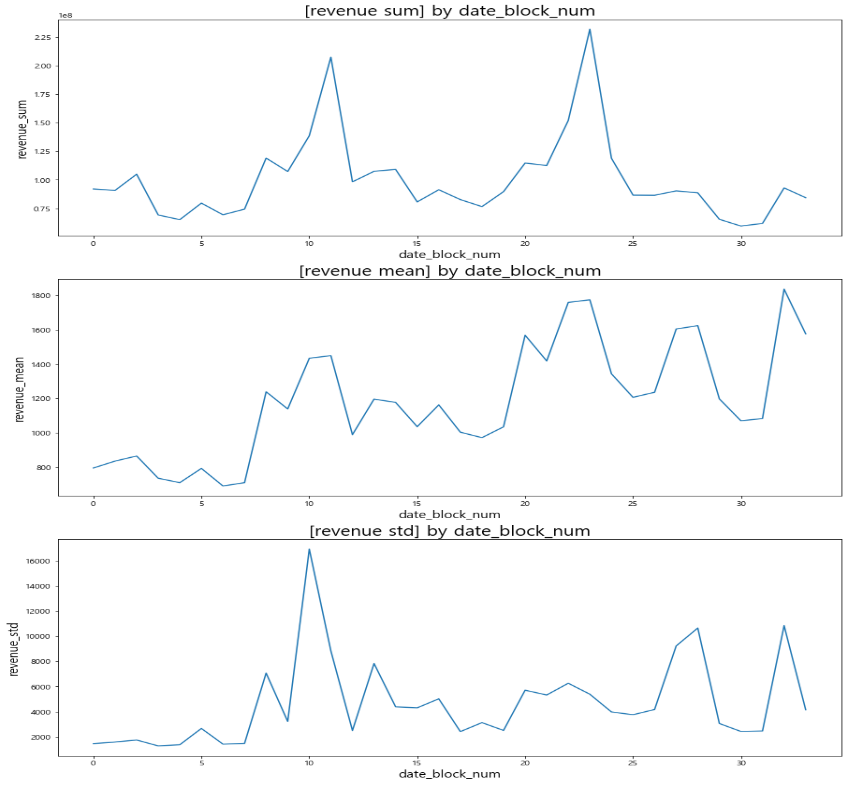 [revenue sum] by date_block_num
1e8
2.25
2.00
1.75
1.50
1.25
1.00
0.75
revenue_sum
0 5 10 15 20 25 30
date_block_num
[revenue mean] by date_block_num
1800
1600
1400
1200
1000
800
revenue_mean
0 5 10 15 20 25 30
date_block_num
[revenue std] by date_block_num
16000
14000
12000
10000
8000
6000
4000
2000
revenue_std
0 5 10 15 20 25 30
date_block_num